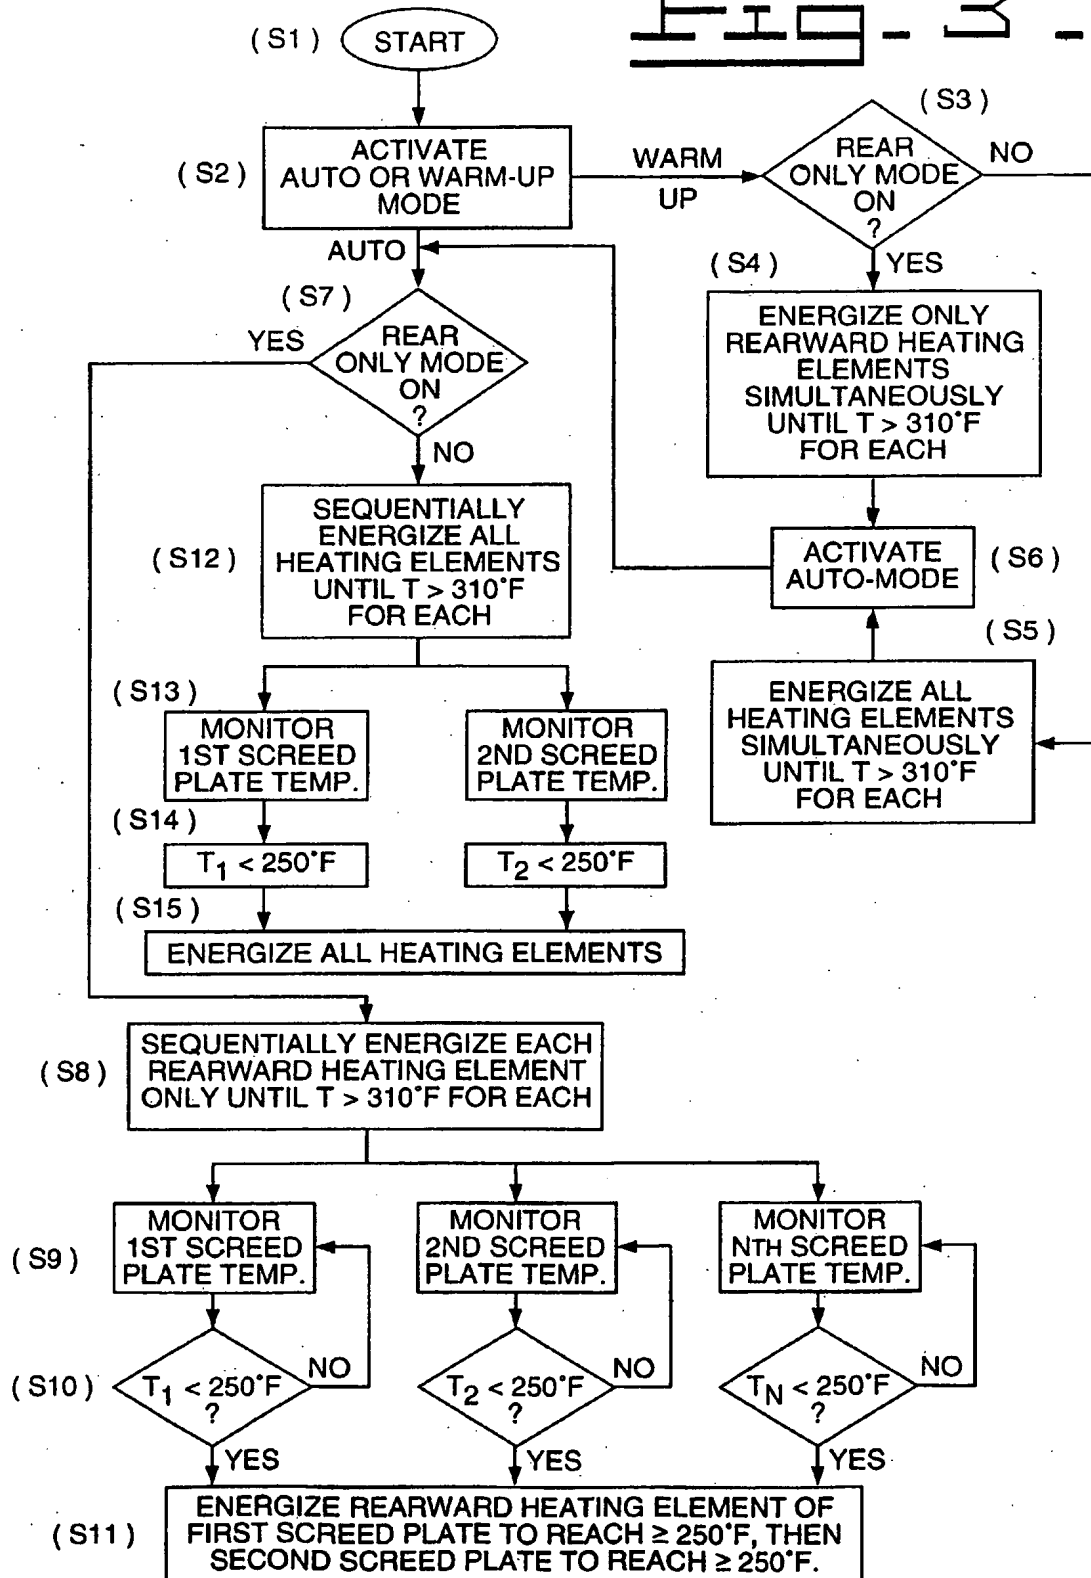 Fig_3_
(S1)
START
(S2)
ACTIVATE
AUTO OR WARM-UP
MODE
WARM
UP
(S3)
REAR
ONLY MODE
ON
?
NO
YES
(S4)
ENERGIZE ONLY
REARWARD HEATING
ELEMENTS
SIMULTANEOUSLY
UNTIL T > 310°F
FOR EACH
ACTIVATE
AUTO-MODE
(S6)
(S5)
ENERGIZE ALL
HEATING ELEMENTS
SIMULTANEOUSLY
UNTIL T > 310°F
FOR EACH
AUTO
(S7)
YES
REAR
ONLY MODE
ON
?
NO
(S12)
SEQUENTIALLY
ENERGIZE ALL
HEATING ELEMENTS
UNTIL T > 310°F
FOR EACH
(S13)
MONITOR
1ST SCREED
PLATE TEMP.
MONITOR
2ND SCREED
PLATE TEMP.
(S14)
T1 < 250°F
T2 < 250°F
(S15)
ENERGIZE ALL HEATING ELEMENTS
(S8)
SEQUENTIALLY ENERGIZE EACH
REARWARD HEATING ELEMENT
ONLY UNTIL T > 310°F FOR EACH
(S9)
MONITOR
1ST SCREED
PLATE TEMP.
MONITOR
2ND SCREED
PLATE TEMP.
MONITOR
NTH SCREED
PLATE TEMP.
(S10)
T1 < 250°F
?
NO
YES
T2 < 250°F
?
NO
YES
TN < 250°F
?
NO
YES
(S11)
ENERGIZE REARWARD HEATING ELEMENT OF
FIRST SCREED PLATE TO REACH ≥ 250°F, THEN
SECOND SCREED PLATE TO REACH ≥ 250°F.